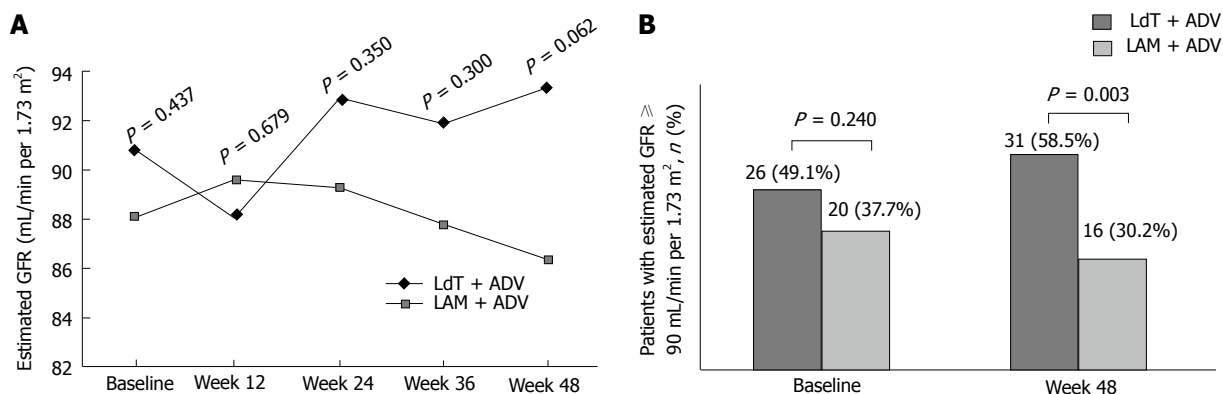 A
Estimated GFR (mL/min per 1.73 m²)
94
92
90
88
86
84
82
P = 0.437
P = 0.679
P = 0.350
P = 0.300
P = 0.062
LdT + ADV
LAM + ADV
Baseline
Week 12
Week 24
Week 36
Week 48
B
LdT + ADV
LAM + ADV
Patients with estimated GFR ≥
90 mL/min per 1.73 m², n (%)
P = 0.240
26 (49.1%)
20 (37.7%)
P = 0.003
31 (58.5%)
16 (30.2%)
Baseline
Week 48